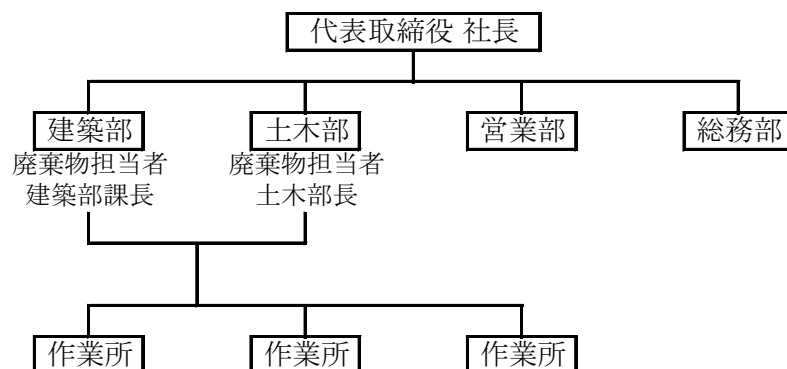 代表取締役 社長
建築部
土木部
営業部
総務部
廃棄物担当者
廃棄物担当者
建築部課長
土木部長
作業所
作業所
作業所